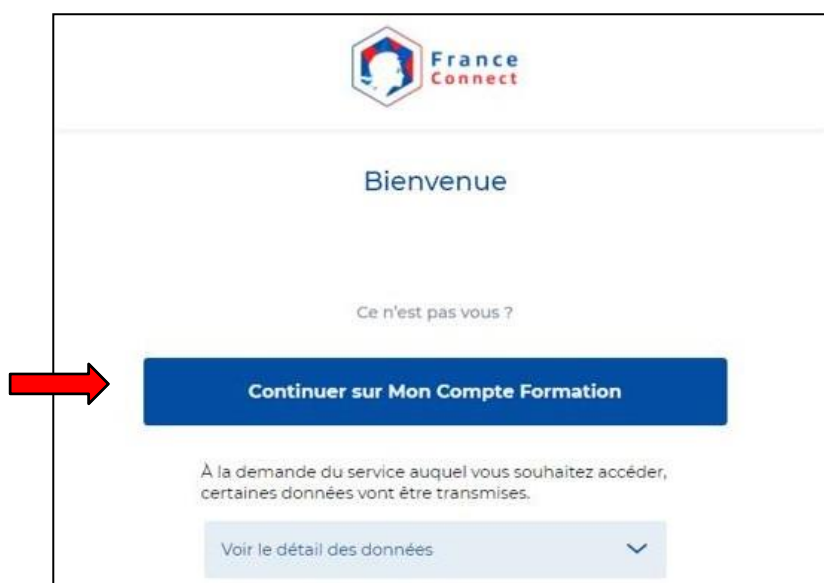 France
Connect
Bienvenue
Ce n'est pas vous ?
Continuer sur Mon Compte Formation
À la demande du service auquel vous souhaitez accéder,
certaines données vont être transmises.
Voir le détail des données